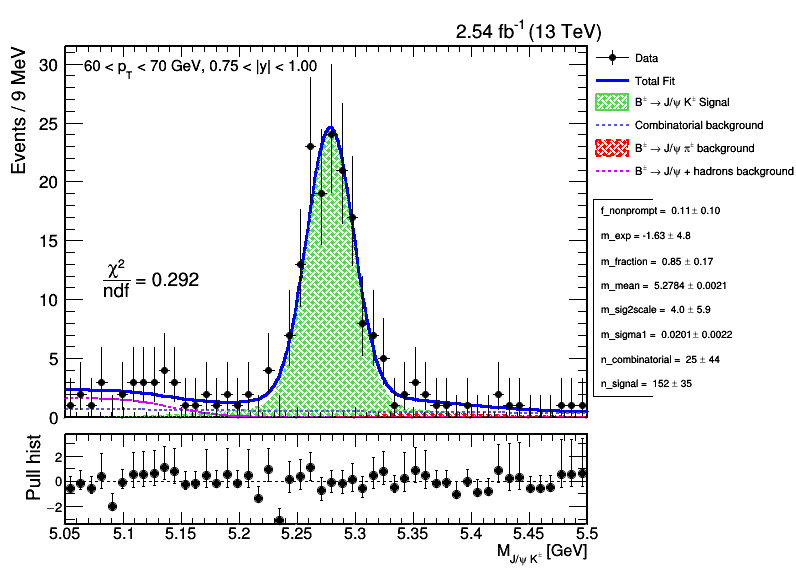 2.54 fb⁻¹ (13 TeV)
Events / 9 MeV
60 < p_T < 70 GeV, 0.75 < |y| < 1.00
30
25
20
15
10
5
0
χ²/ndf = 0.292
Data
Total Fit
B± → J/ψ K± Signal
Combinatorial background
B± → J/ψ π± background
B± → J/ψ + hadrons background
f_nonprompt = 0.11 ± 0.10
m_exp = -1.63 ± 4.8
m_fraction = 0.85 ± 0.17
m_mean = 5.2784 ± 0.0021
m_sig2scale = 4.0 ± 5.9
m_sigma1 = 0.0201 ± 0.0022
n_combinatorial = 25 ± 44
n_signal = 152 ± 35
Pull hist
2
0
−2
5.05 5.1 5.15 5.2 5.25 5.3 5.35 5.4 5.45 5.5
M_J/ψ K± [GeV]